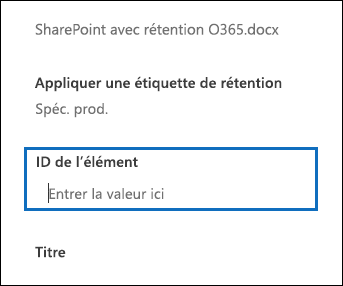 SharePoint avec rétention O365.docx
Appliquer une étiquette de rétention
Spéc. prod.
ID de l’élément
Entrer la valeur ici
Titre